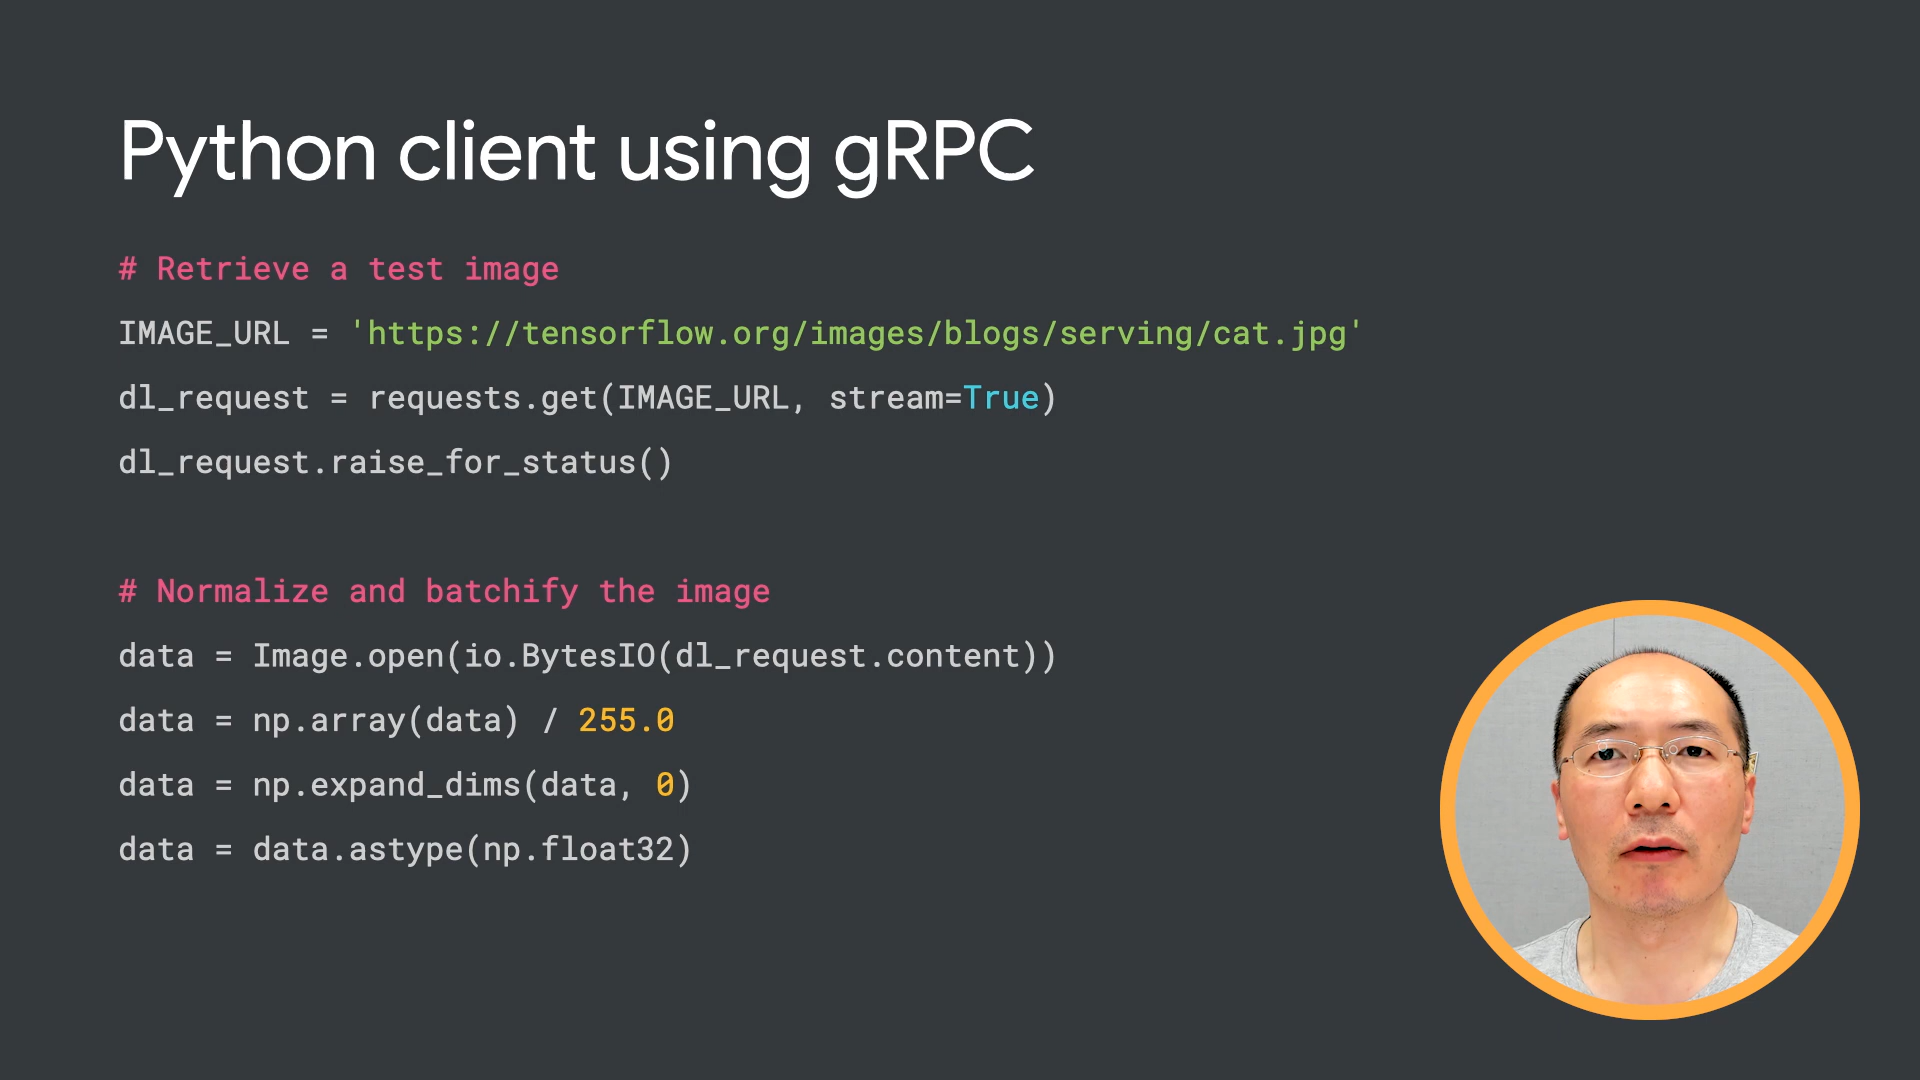 Python client using gRPC
# Retrieve a test image
IMAGE_URL = 'https://tensorflow.org/images/blogs/serving/cat.jpg'
dl_request = requests.get(IMAGE_URL, stream=True)
dl_request.raise_for_status()
# Normalize and batchify the image
data = Image.open(io.BytesIO(dl_request.content))
data = np.array(data) / 255.0
data = np.expand_dims(data, 0)
data = data.astype(np.float32)